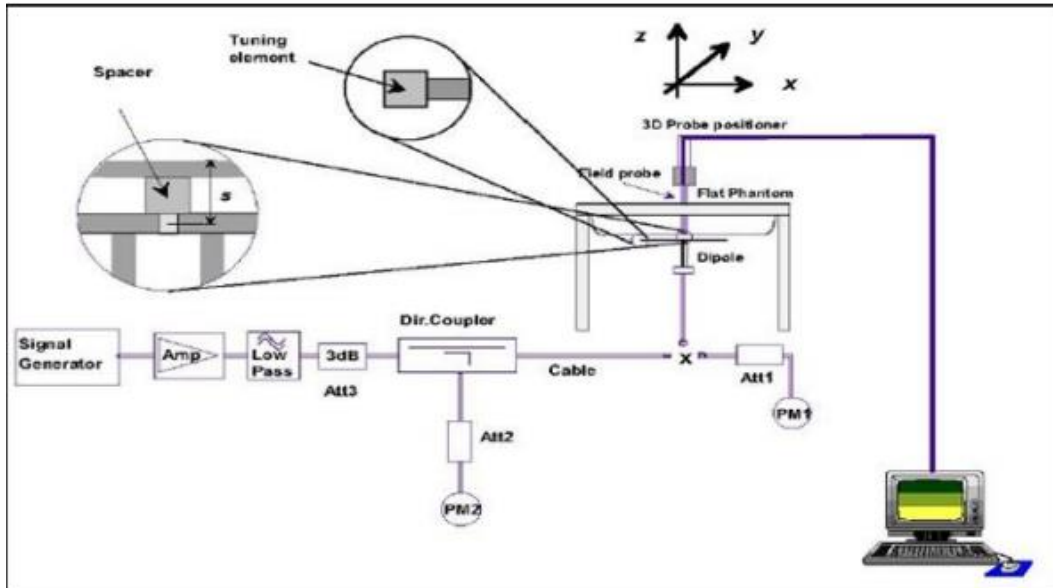 Tuning
element
Spacer
z
y
x
s
3D Probe positioner
Field probe
Flat Phantom
Dipole
Dir.Coupler
Signal
Generator
Amp
Low
Pass
3dB
Att3
Cable
X
Att1
PM1
Att2
PM2